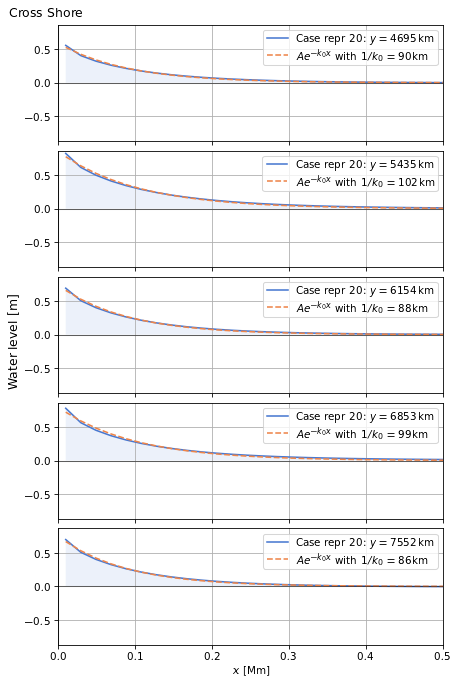 Cross Shore
Water level [m]
0.5
0.0
−0.5
Case repr 20: y = 4695 km
Ae^{−k₀x} with 1/k₀ = 90 km
0.5
0.0
−0.5
Case repr 20: y = 5435 km
Ae^{−k₀x} with 1/k₀ = 102 km
0.5
0.0
−0.5
Case repr 20: y = 6154 km
Ae^{−k₀x} with 1/k₀ = 88 km
0.5
0.0
−0.5
Case repr 20: y = 6853 km
Ae^{−k₀x} with 1/k₀ = 99 km
0.5
0.0
−0.5
Case repr 20: y = 7552 km
Ae^{−k₀x} with 1/k₀ = 86 km
0.0 0.1 0.2 0.3 0.4 0.5
x [Mm]